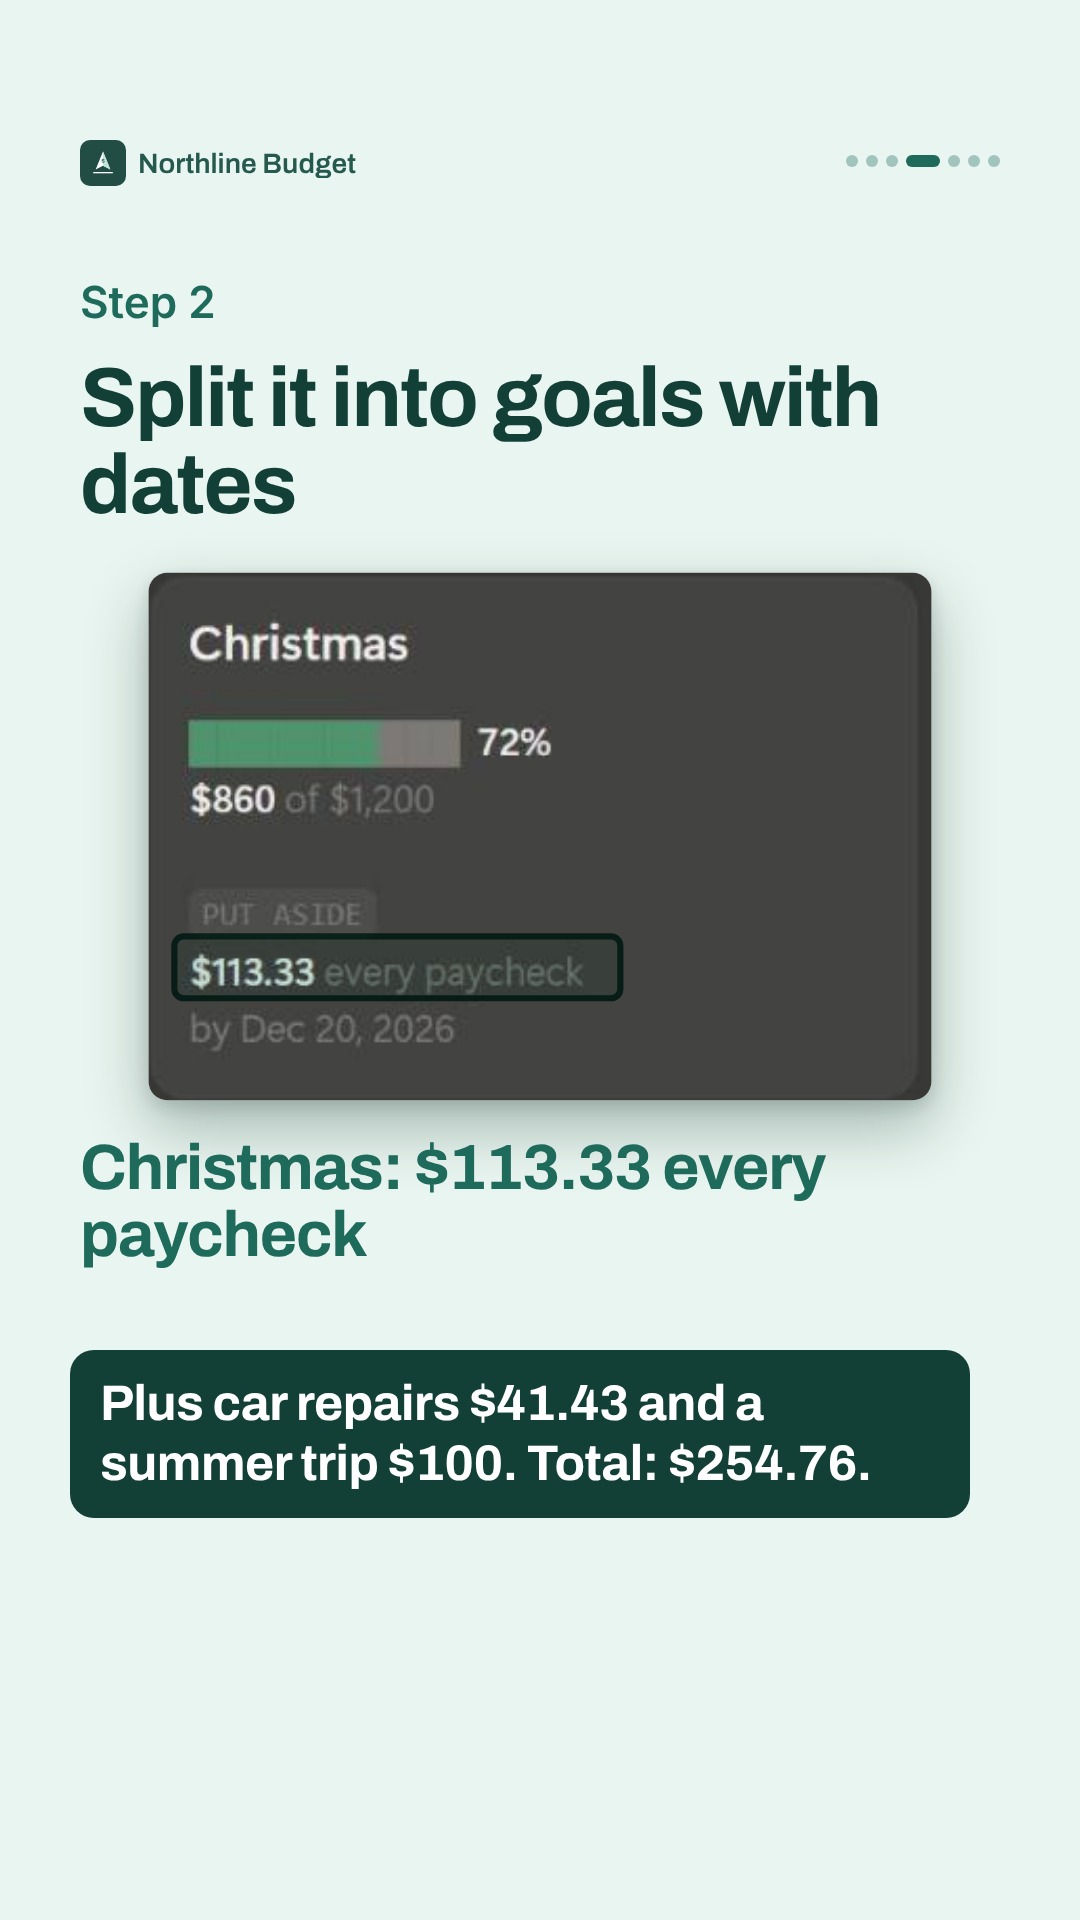 Northline Budget
Step 2
Split it into goals with
dates
Christmas
72%
$860 of $1,200
PUT ASIDE
$113.33 every paycheck
by Dec 20, 2026
Christmas: $113.33 every
paycheck
Plus car repairs $41.43 and a
summer trip $100. Total: $254.76.